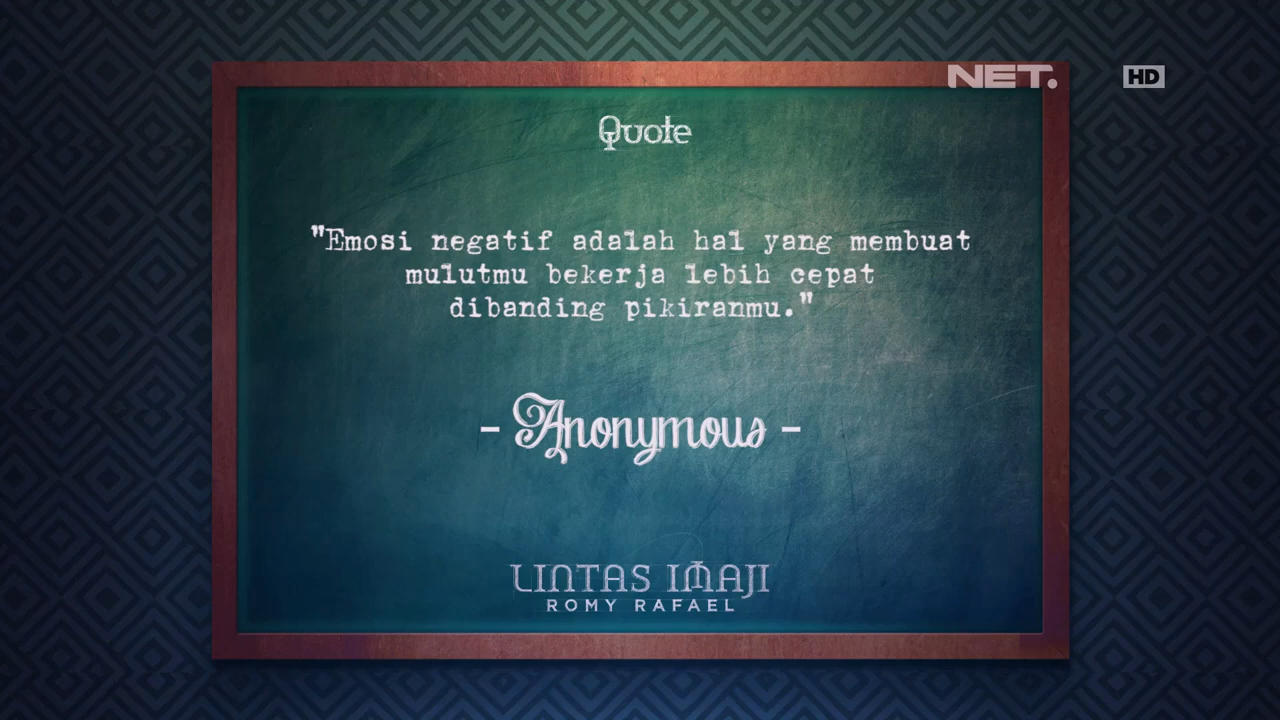 NET.
HD
Quote
"Emosi negatif adalah hal yang membuat
mulutmu bekerja lebih cepat
dibanding pikiranmu."
- Anonymous -
LINTAS IMAJI
ROMY RAFAEL